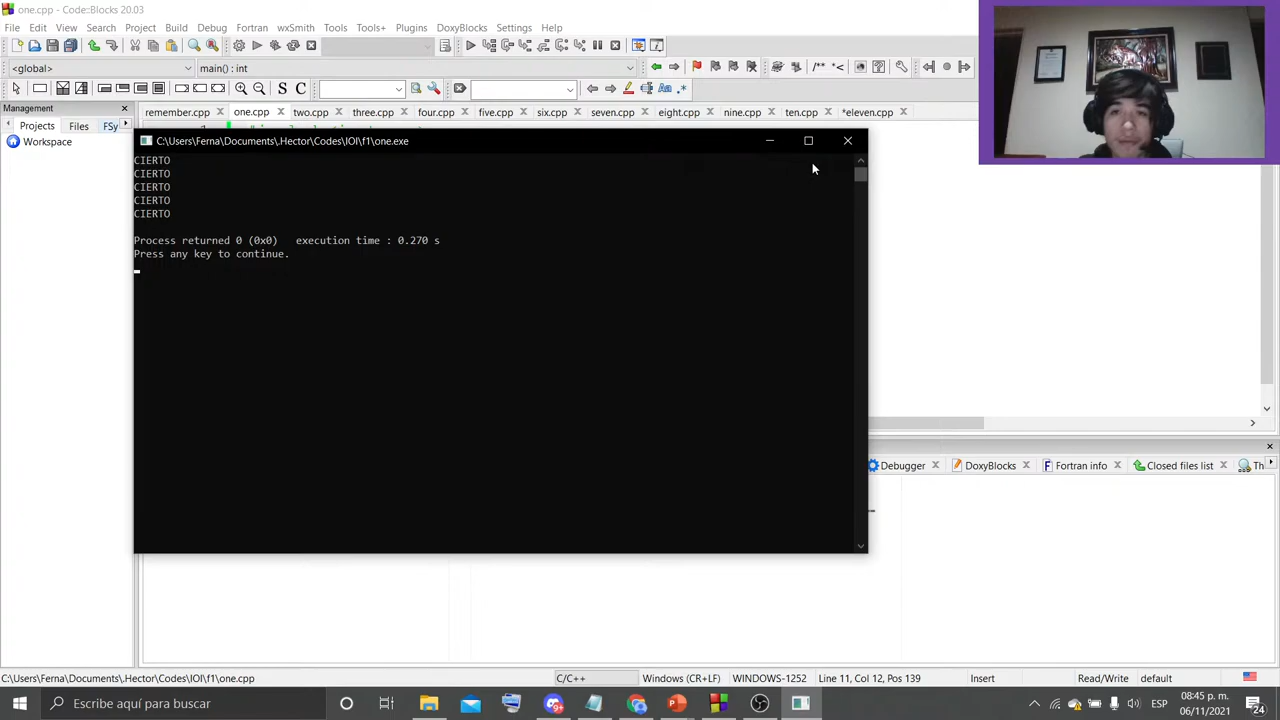 one.cpp - Code::Blocks 20.03
File Edit View Search Project Build Debug Fortran wxSmith Tools Tools+ Plugins DoxyBlocks Settings Help
<global> main() : int
S C
Management
Projects Files FSy
Workspace
remember.cpp one.cpp two.cpp three.cpp four.cpp five.cpp six.cpp seven.cpp eight.cpp nine.cpp ten.cpp *eleven.cpp
C:\Users\Ferna\Documents\.Hector\Codes\IOI\f1\one.exe
CIERTO
CIERTO
CIERTO
CIERTO
CIERTO
Process returned 0 (0x0) execution time : 0.270 s
Press any key to continue.
Debugger DoxyBlocks Fortran info Closed files list Th
C:\Users\Ferna\Documents\.Hector\Codes\IOI\f1\one.cpp C/C++ Windows (CR+LF) WINDOWS-1252 Line 11, Col 12, Pos 139 Insert Read/Write default
Escribe aquí para buscar
ESP
08:45 p. m.
06/11/2021
24